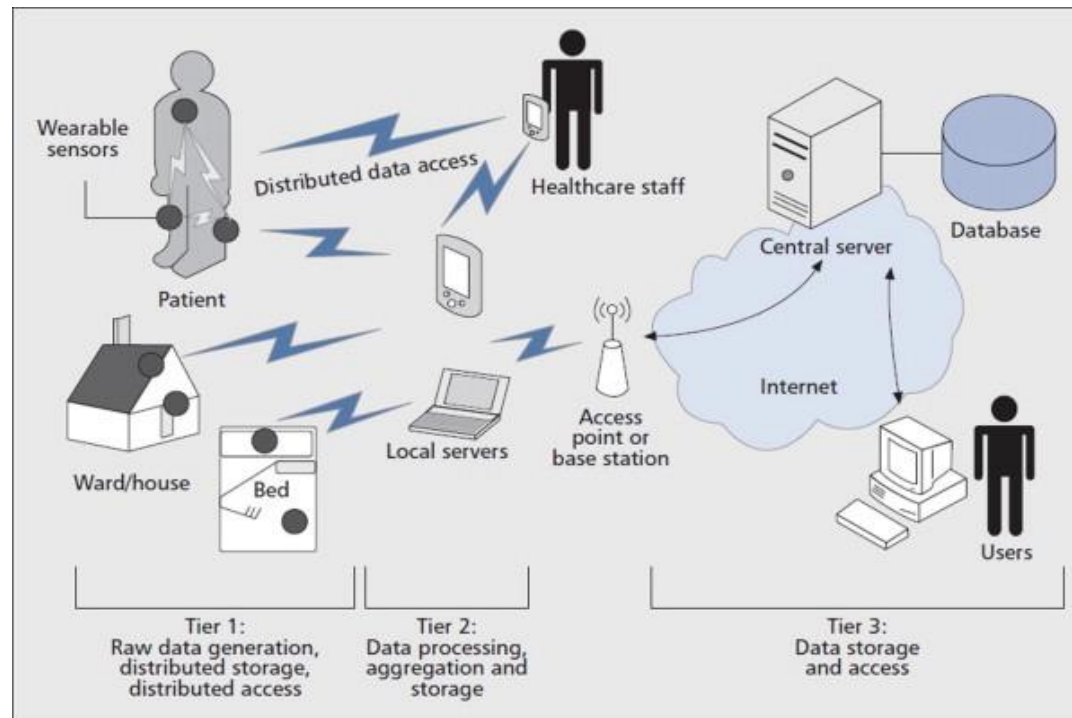 Wearable
sensors
Distributed data access
Healthcare staff
Patient
Central server
Database
Internet
Ward/house
Bed
Local servers
Access
point or
base station
Users
Tier 1:
Raw data generation,
distributed storage,
distributed access
Tier 2:
Data processing,
aggregation and
storage
Tier 3:
Data storage
and access